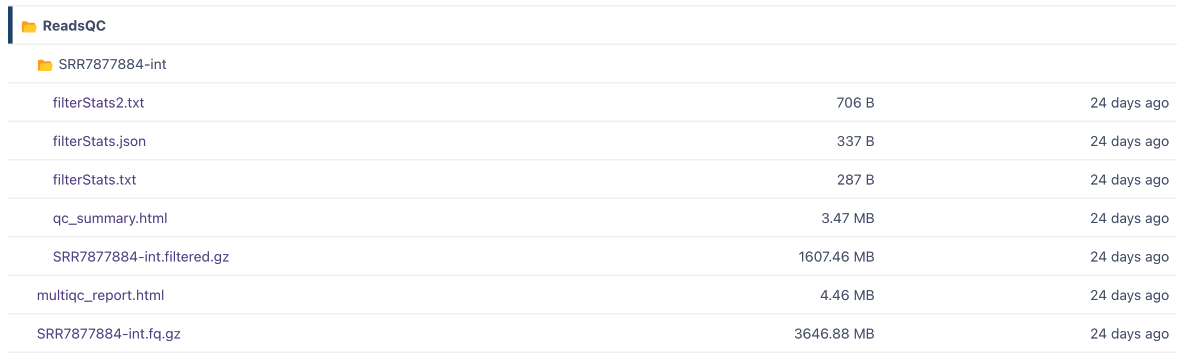 ReadsQC
SRR7877884-int
filterStats2.txt 706 B 24 days ago
filterStats.json 337 B 24 days ago
filterStats.txt 287 B 24 days ago
qc_summary.html 3.47 MB 24 days ago
SRR7877884-int.filtered.gz 1607.46 MB 24 days ago
multiqc_report.html 4.46 MB 24 days ago
SRR7877884-int.fq.gz 3646.88 MB 24 days ago